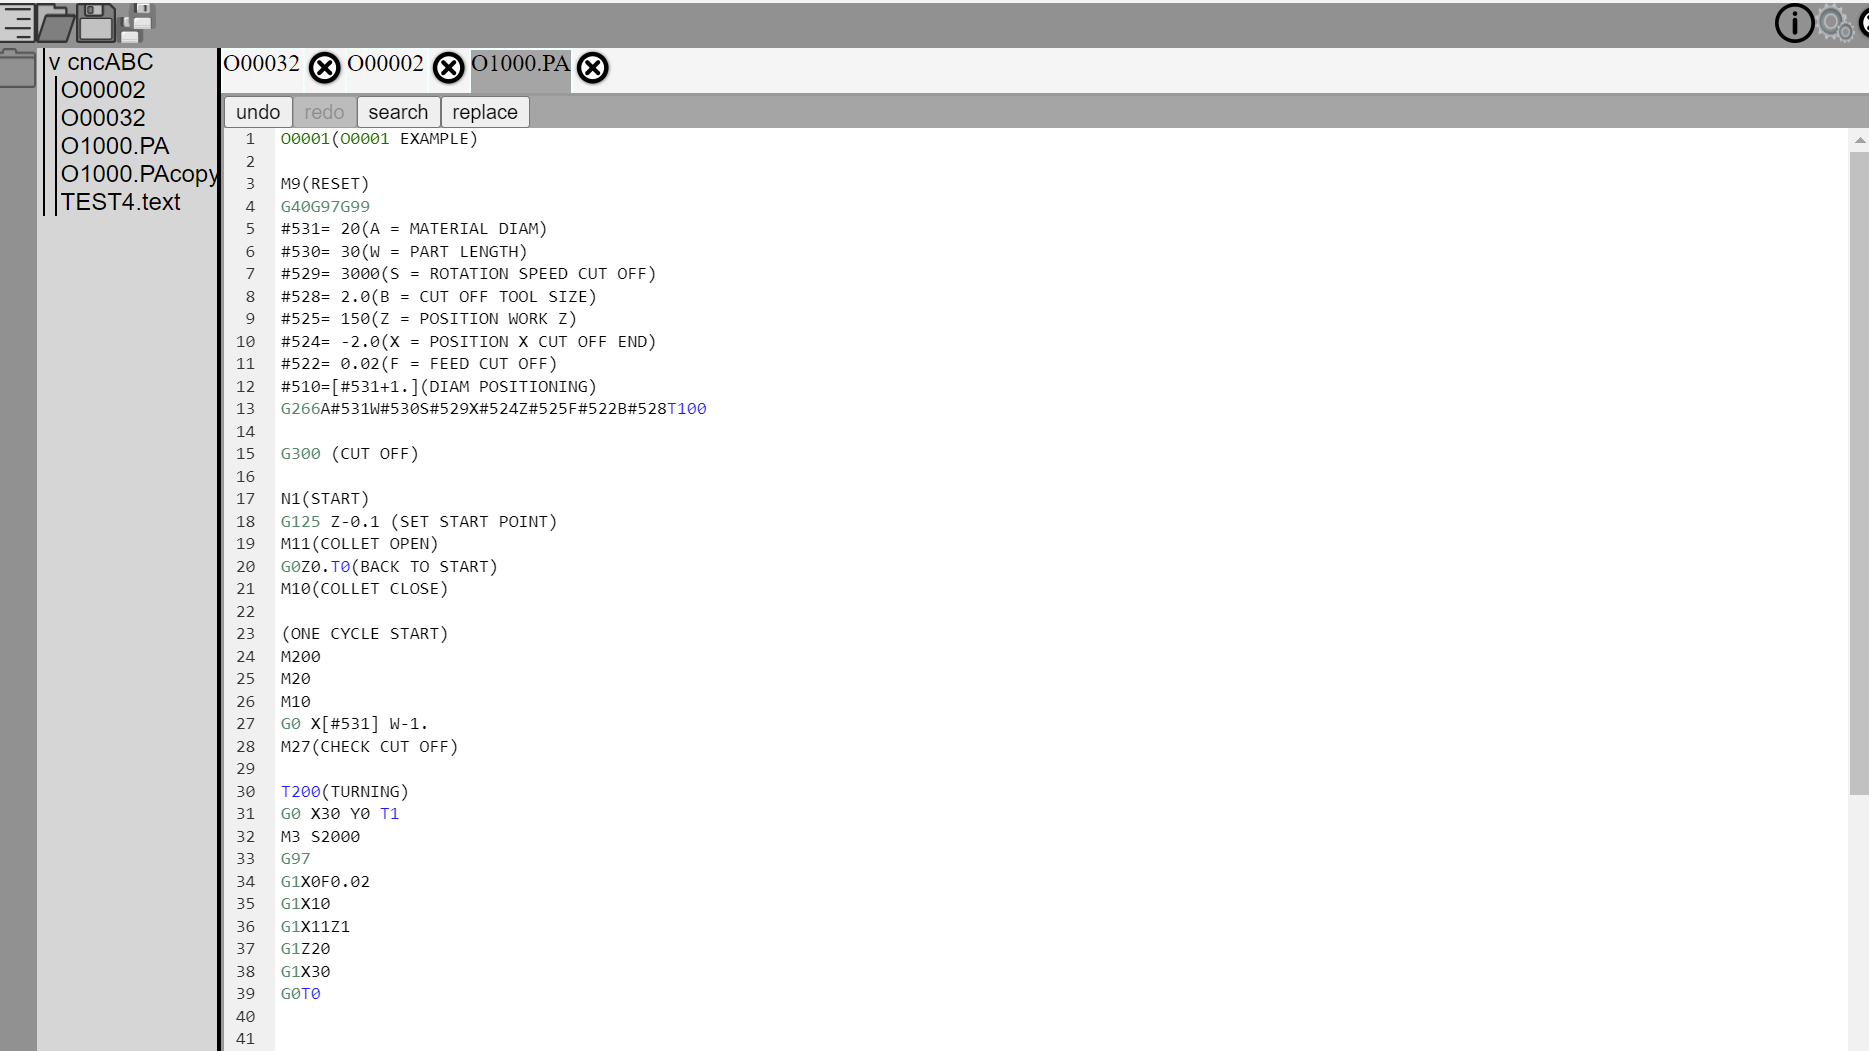 v cncABC
O00002
O00032
O1000.PA
O1000.PAcopy
TEST4.text
O00032 O00002 O1000.PA
undo redo search replace
1 O0001(O0001 EXAMPLE)
2
3 M9(RESET)
4 G40G97G99
5 #531= 20(A = MATERIAL DIAM)
6 #530= 30(W = PART LENGTH)
7 #529= 3000(S = ROTATION SPEED CUT OFF)
8 #528= 2.0(B = CUT OFF TOOL SIZE)
9 #525= 150(Z = POSITION WORK Z)
10 #524= -2.0(X = POSITION X CUT OFF END)
11 #522= 0.02(F = FEED CUT OFF)
12 #510=[#531+1.](DIAM POSITIONING)
13 G266A#531W#530S#529X#524Z#525F#522B#528T100
14
15 G300 (CUT OFF)
16
17 N1(START)
18 G125 Z-0.1 (SET START POINT)
19 M11(COLLET OPEN)
20 G0Z0.T0(BACK TO START)
21 M10(COLLET CLOSE)
22
23 (ONE CYCLE START)
24 M200
25 M20
26 M10
27 G0 X[#531] W-1.
28 M27(CHECK CUT OFF)
29
30 T200(TURNING)
31 G0 X30 Y0 T1
32 M3 S2000
33 G97
34 G1X0F0.02
35 G1X10
36 G1X11Z1
37 G1Z20
38 G1X30
39 G0T0
40
41